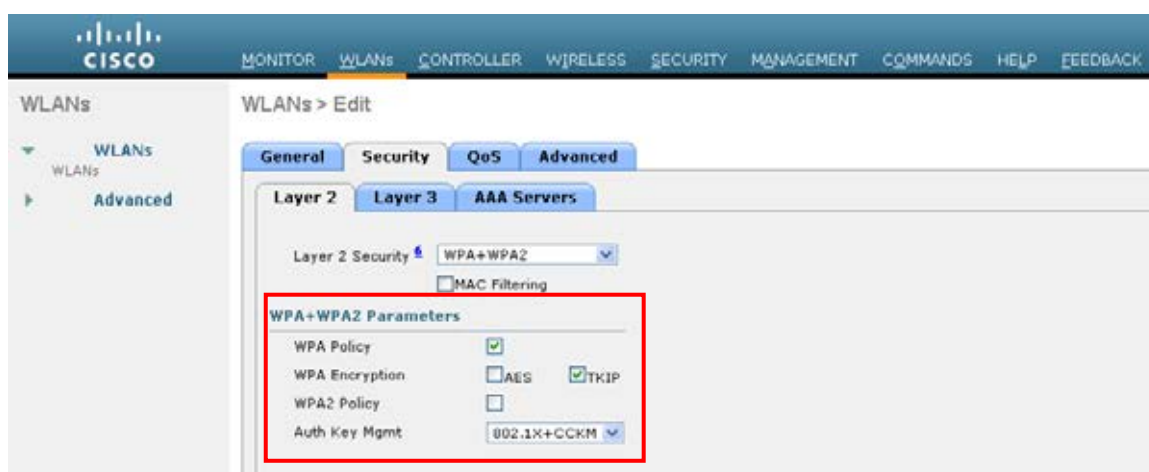 CISCO
MONITOR WLANs CONTROLLER WIRELESS SECURITY MANAGEMENT COMMANDS HELP FEEDBACK
WLANs
WLANs > Edit
WLANs
WLANs
Advanced
General Security QoS Advanced
Layer 2 Layer 3 AAA Servers
Layer 2 Security 6 WPA+WPA2
MAC Filtering
WPA+WPA2 Parameters
WPA Policy
WPA Encryption AES TKIP
WPA2 Policy
Auth Key Mgmt 802.1X+CCKM